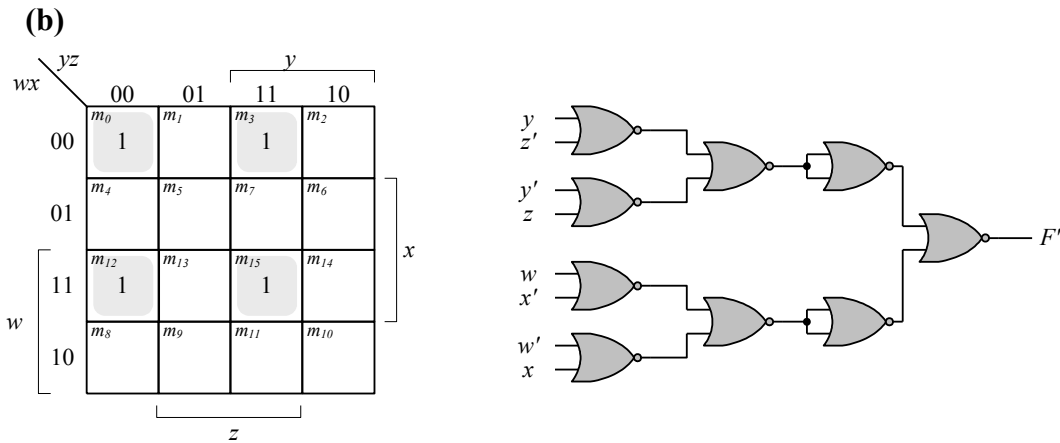 (b)
yz
y
wx
00 01 11 10
00 m0 1 m1 m3 1 m2
01 m4 m5 m7 m6
11 m12 1 m13 m15 1 m14
10 m8 m9 m11 m10
w
x
z
y
z'
y'
z
w
x'
w'
x
F'